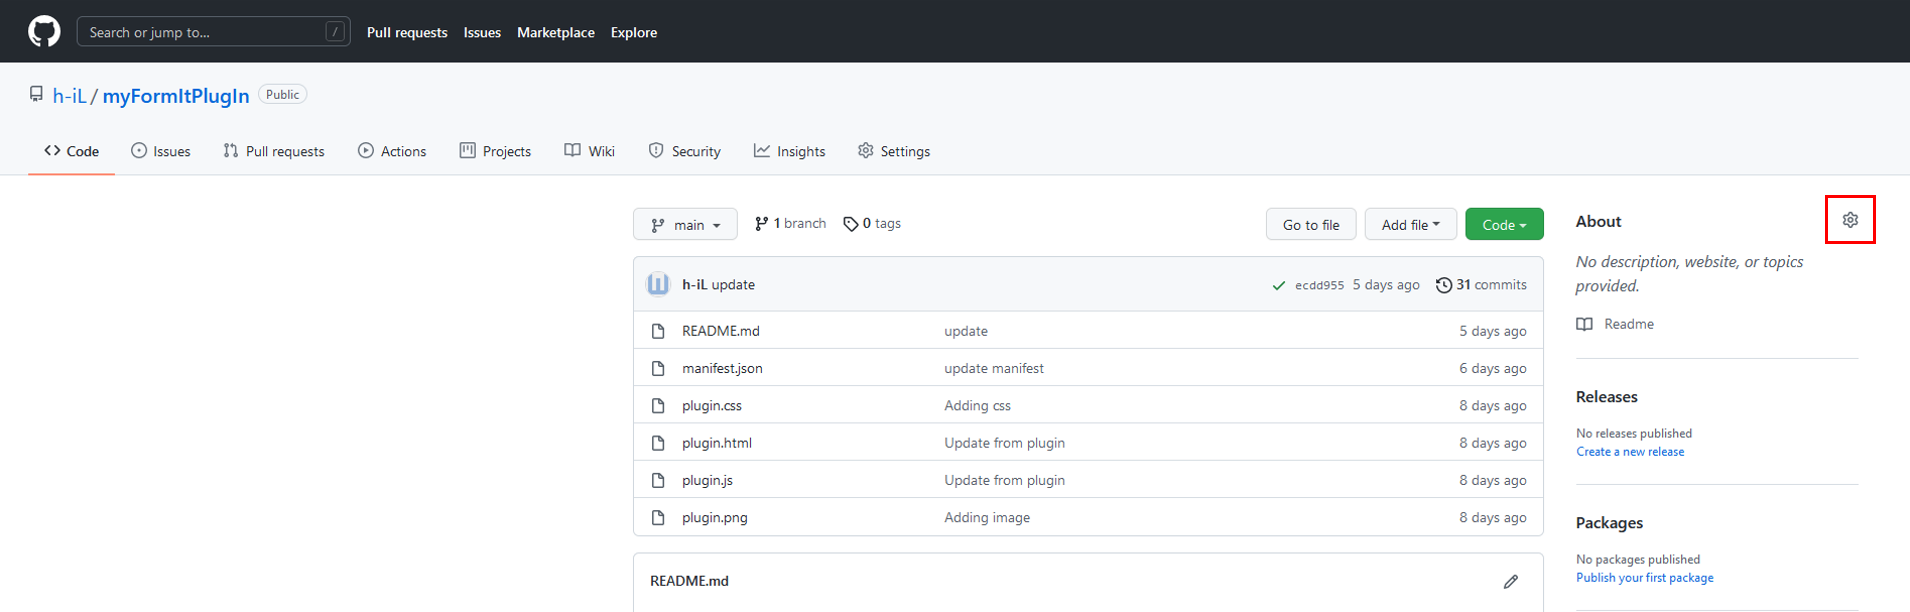 Search or jump to... /
Pull requests Issues Marketplace Explore
h-iL / myFormItPlugIn Public
Code Issues Pull requests Actions Projects Wiki Security Insights Settings
main 1 branch 0 tags Go to file Add file Code
h-iL update ecdd955 5 days ago 31 commits
README.md update 5 days ago
manifest.json update manifest 6 days ago
plugin.css Adding css 8 days ago
plugin.html Update from plugin 8 days ago
plugin.js Update from plugin 8 days ago
plugin.png Adding image 8 days ago
README.md
About
No description, website, or topics
provided.
Readme
Releases
No releases published
Create a new release
Packages
No packages published
Publish your first package